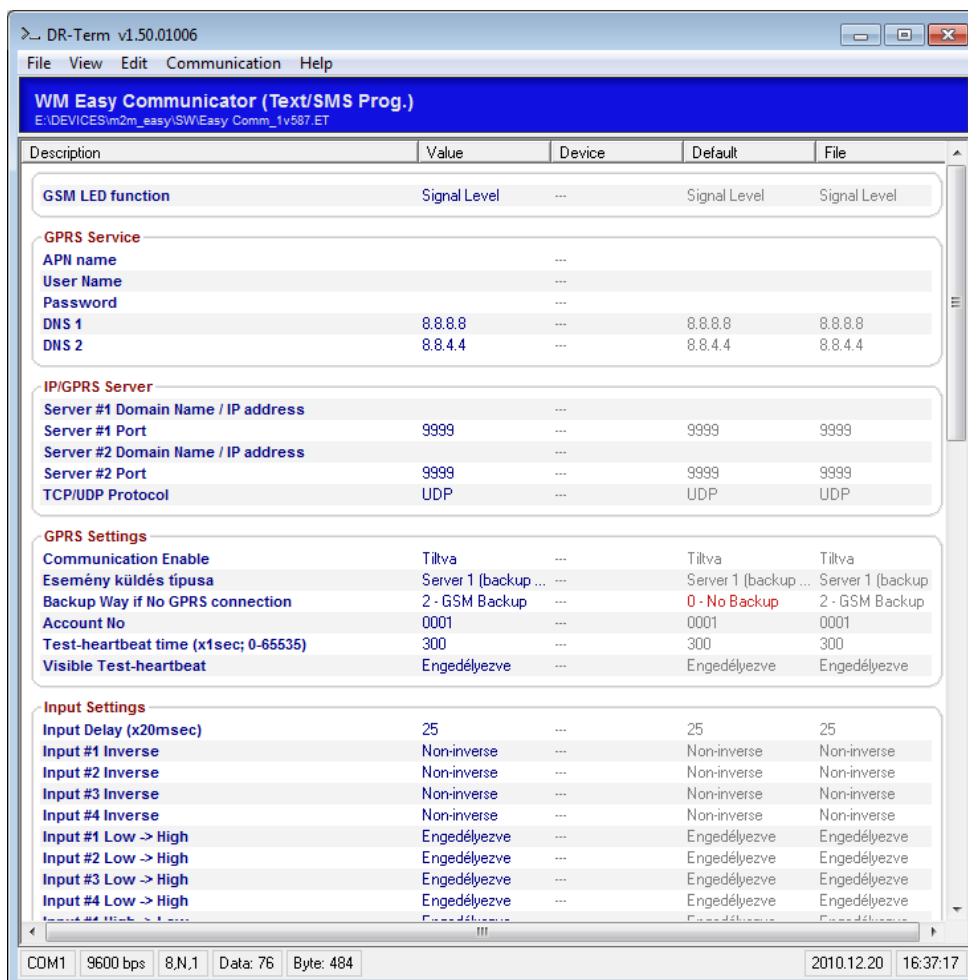 DR-Term v1.50.01006
File View Edit Communication Help
WM Easy Communicator (Text/SMS Prog.)
E:\DEVICES\m2m_easy\SW\Easy Comm_1v587.ET
Description Value Device Default File
GSM LED function Signal Level --- Signal Level Signal Level
GPRS Service
APN name ---
User Name ---
Password ---
DNS 1 8.8.8.8 --- 8.8.8.8 8.8.8.8
DNS 2 8.8.4.4 --- 8.8.4.4 8.8.4.4
IP/GPRS Server
Server #1 Domain Name / IP address ---
Server #1 Port 9999 --- 9999 9999
Server #2 Domain Name / IP address ---
Server #2 Port 9999 --- 9999 9999
TCP/UDP Protocol UDP --- UDP UDP
GPRS Settings
Communication Enable Tiltva --- Tiltva Tiltva
Esemény küldés típusa Server 1 (backup ... --- Server 1 (backup ... Server 1 (backup
Backup Way if No GPRS connection 2 - GSM Backup --- 0 - No Backup 2 - GSM Backup
Account No 0001 --- 0001 0001
Test-heartbeat time (x1sec; 0-65535) 300 --- 300 300
Visible Test-heartbeat Engedélyezve --- Engedélyezve Engedélyezve
Input Settings
Input Delay (x20msec) 25 --- 25 25
Input #1 Inverse Non-inverse --- Non-inverse Non-inverse
Input #2 Inverse Non-inverse --- Non-inverse Non-inverse
Input #3 Inverse Non-inverse --- Non-inverse Non-inverse
Input #4 Inverse Non-inverse --- Non-inverse Non-inverse
Input #1 Low -> High Engedélyezve --- Engedélyezve Engedélyezve
Input #2 Low -> High Engedélyezve --- Engedélyezve Engedélyezve
Input #3 Low -> High Engedélyezve --- Engedélyezve Engedélyezve
Input #4 Low -> High Engedélyezve --- Engedélyezve Engedélyezve
COM1 9600 bps 8,N,1 Data: 76 Byte: 484 2010.12.20 16:37:17